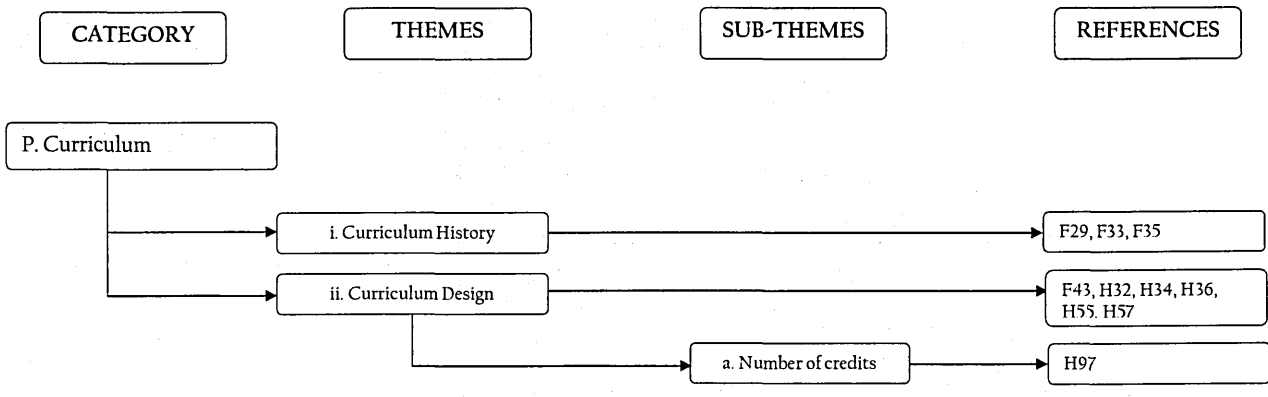 CATEGORY
THEMES
SUB-THEMES
REFERENCES
P. Curriculum
i. Curriculum History
F29, F33, F35
ii. Curriculum Design
F43, H32, H34, H36,
H55. H57
a. Number of credits
H97